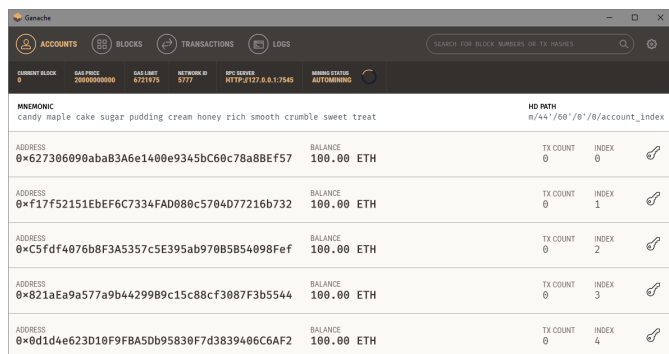 Ganache
ACCOUNTS BLOCKS TRANSACTIONS LOGS SEARCH FOR BLOCK NUMBERS OR TX HASHES
CURRENT BLOCK GAS PRICE GAS LIMIT NETWORK ID RPC SERVER MINING STATUS
0 20000000000 6721975 5777 HTTP://127.0.0.1:7545 AUTOMINING
MNEMONIC HD PATH
candy maple cake sugar pudding cream honey rich smooth crumble sweet treat m/44'/60'/0'/0/account_index
ADDRESS BALANCE TX COUNT INDEX
0×627306090abaB3A6e1400e9345bC60c78a8BEf57 100.00 ETH 0 0
ADDRESS BALANCE TX COUNT INDEX
0×f17f52151EbEF6C7334FAD080c5704D77216b732 100.00 ETH 0 1
ADDRESS BALANCE TX COUNT INDEX
0×C5fdf4076b8F3A5357c5E395ab970B5B54098Fef 100.00 ETH 0 2
ADDRESS BALANCE TX COUNT INDEX
0×821aEa9a577a9b44299B9c15c88cf3087F3b5544 100.00 ETH 0 3
ADDRESS BALANCE TX COUNT INDEX
0×0d1d4e623D10F9FBA5Db95830F7d3839406C6AF2 100.00 ETH 0 4